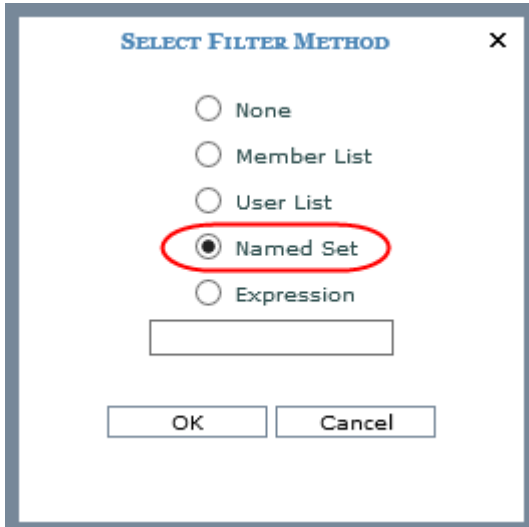 SELECT FILTER METHOD
None
Member List
User List
Named Set
Expression
OK Cancel